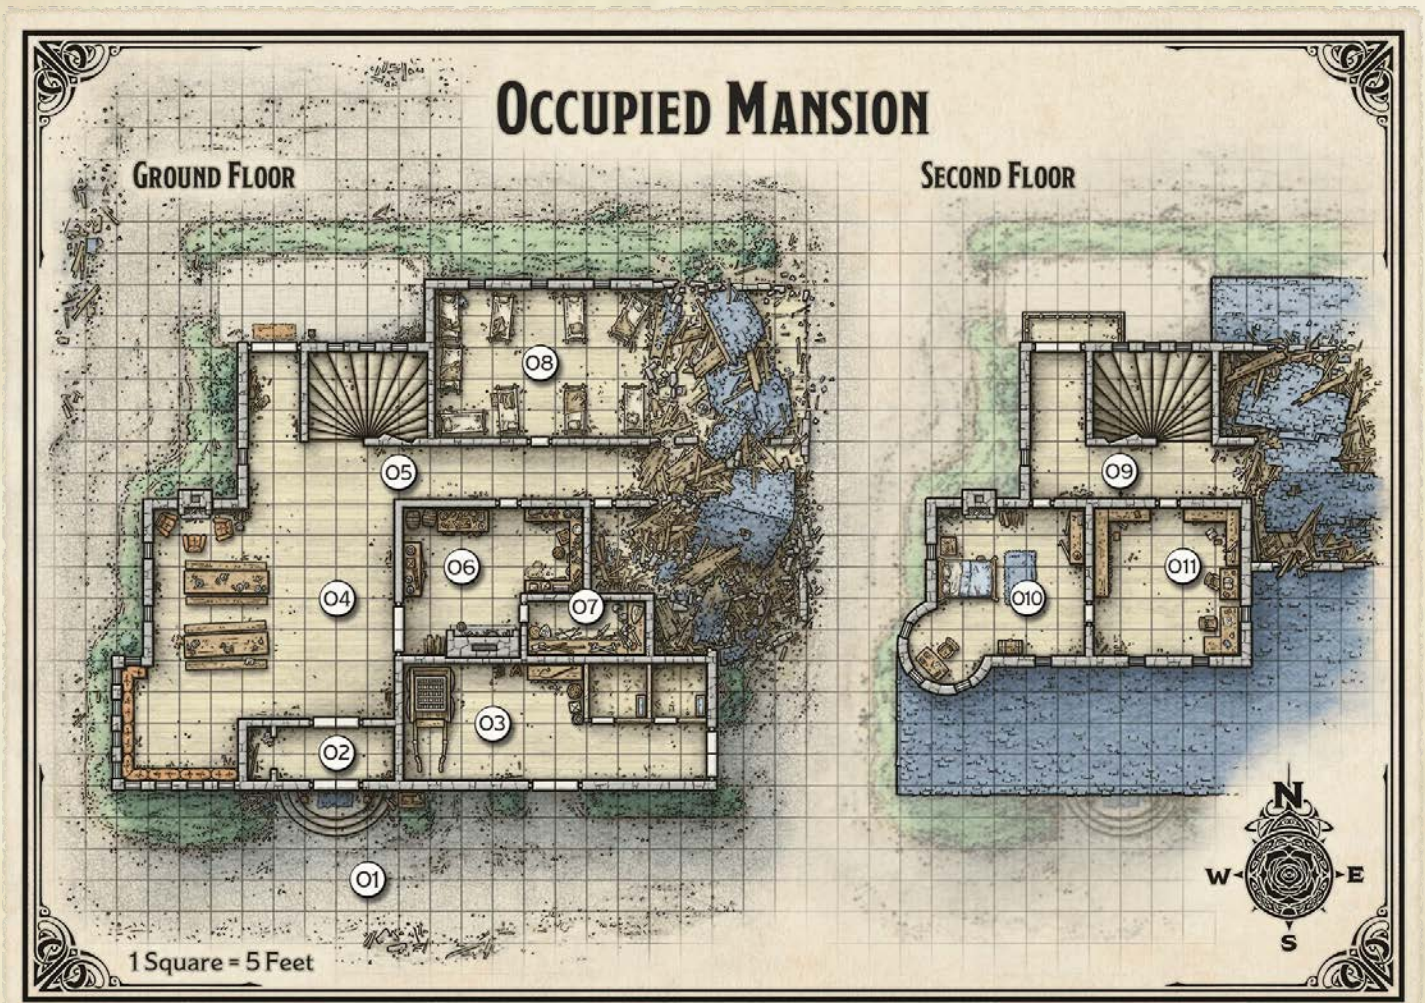 OCCUPIED MANSION
GROUND FLOOR
SECOND FLOOR
08
05
09
06
011
04
07
010
03
02
01
N
W E
S
1 Square = 5 Feet